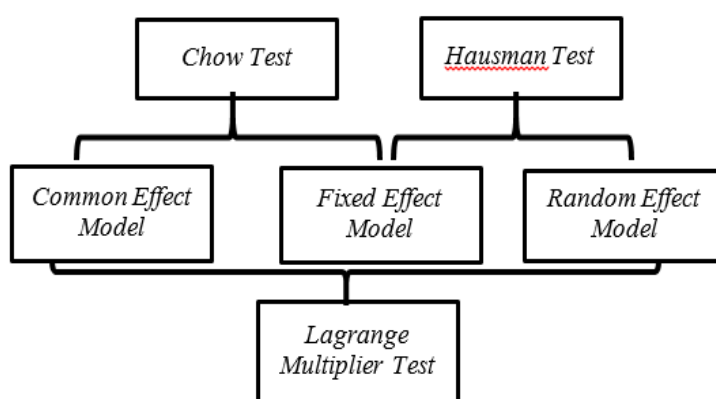 Chow Test
Hausman Test
Common Effect
Model
Fixed Effect
Model
Random Effect
Model
Lagrange
Multiplier Test